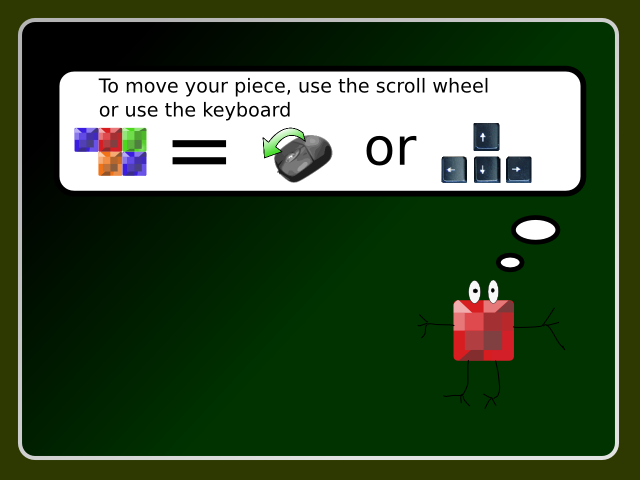 To move your piece, use the scroll wheel
or use the keyboard
=
or
↑
← ↓ →